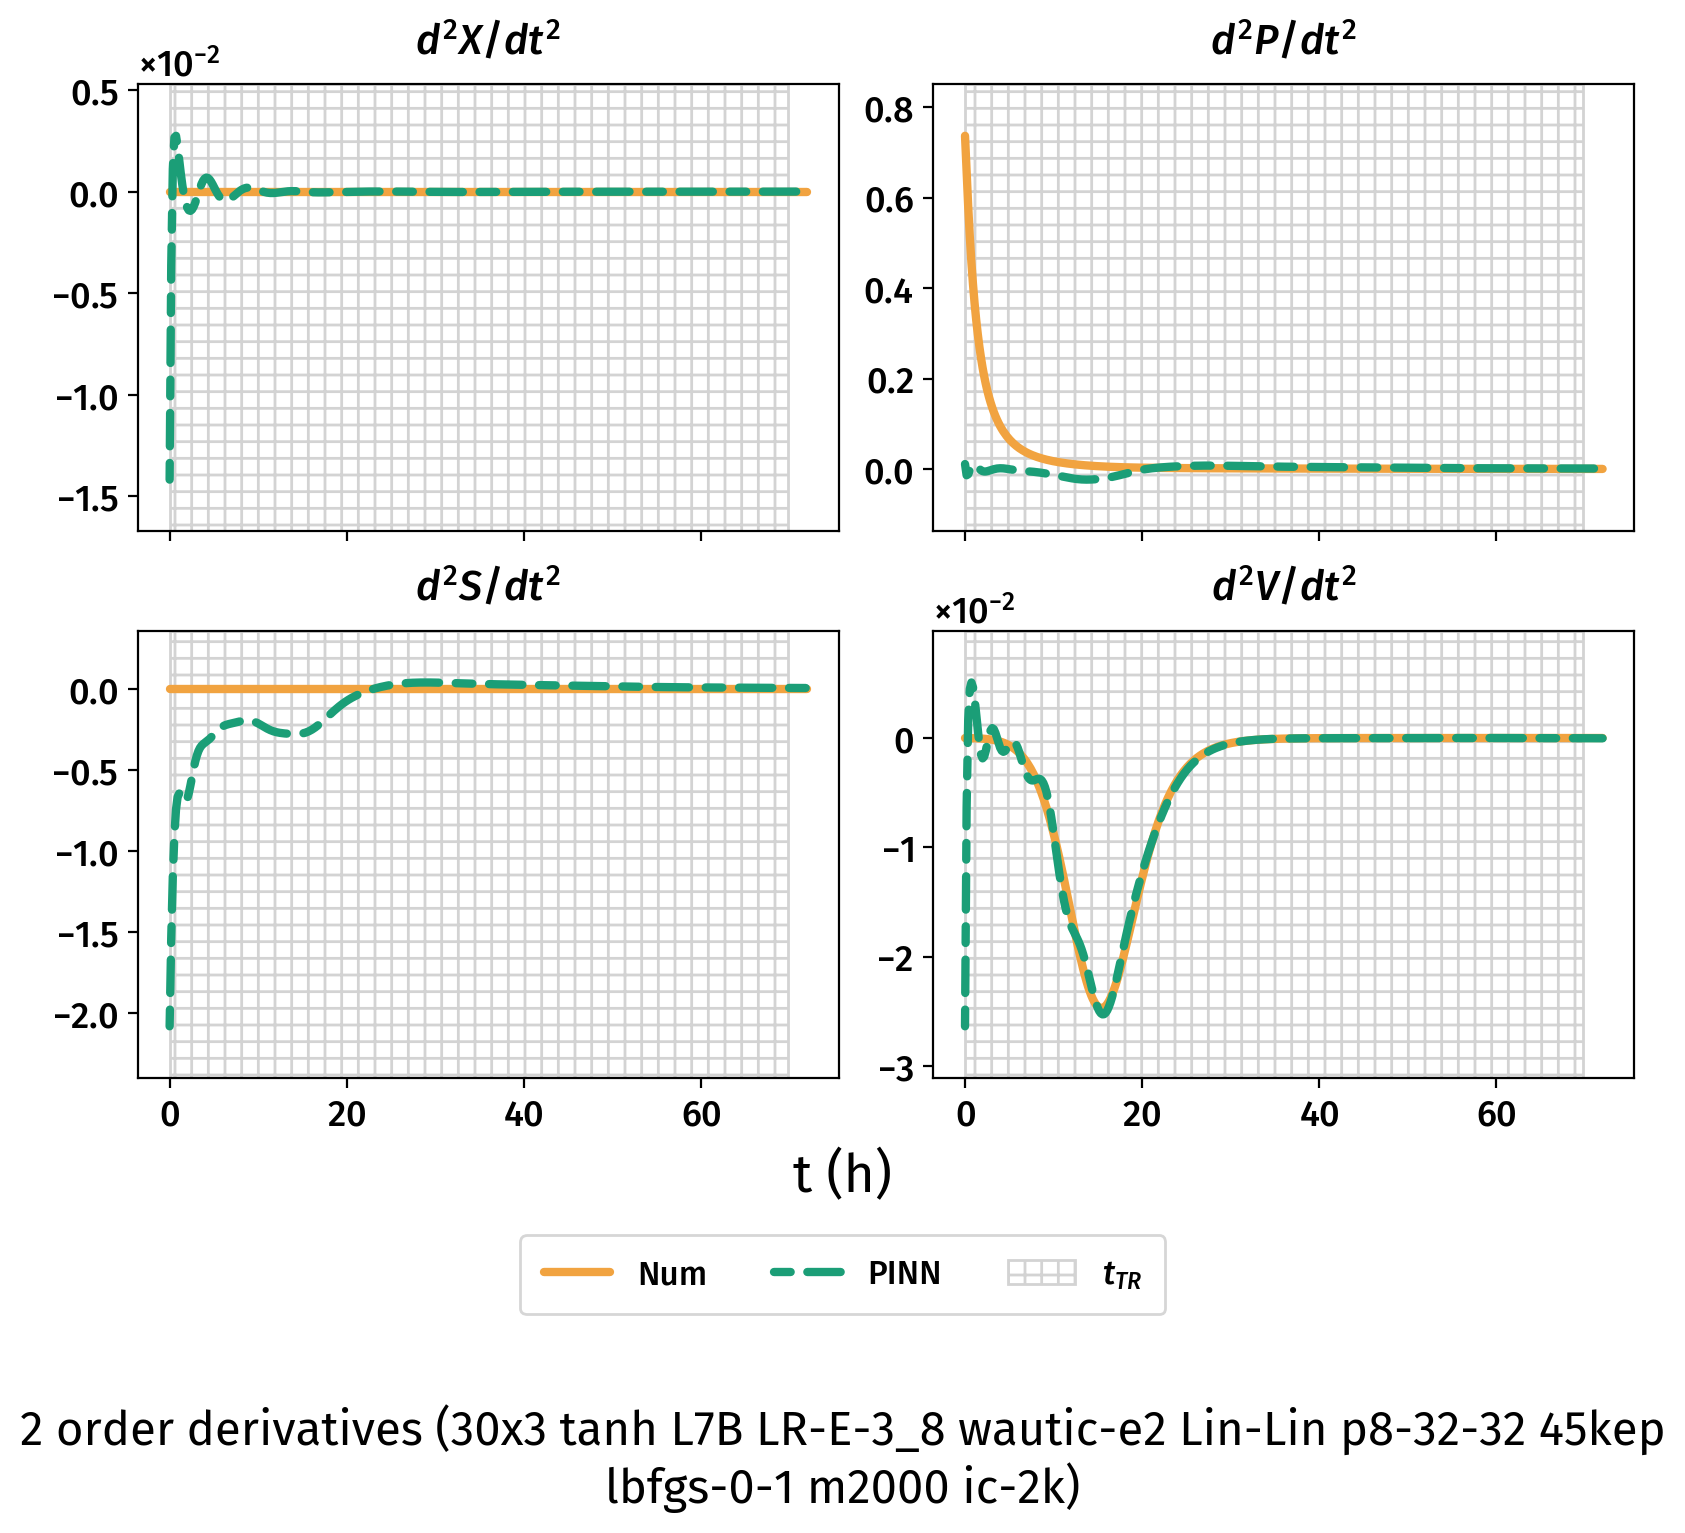 d²X/dt²
×10⁻²
0.5
0.0
−0.5
−1.0
−1.5
d²P/dt²
0.8
0.6
0.4
0.2
0.0
d²S/dt²
0.0
−0.5
−1.0
−1.5
−2.0
0 20 40 60
d²V/dt²
×10⁻²
0
−1
−2
−3
0 20 40 60
t (h)
Num PINN t_TR
2 order derivatives (30x3 tanh L7B LR-E-3_8 wautic-e2 Lin-Lin p8-32-32 45kep
lbfgs-0-1 m2000 ic-2k)